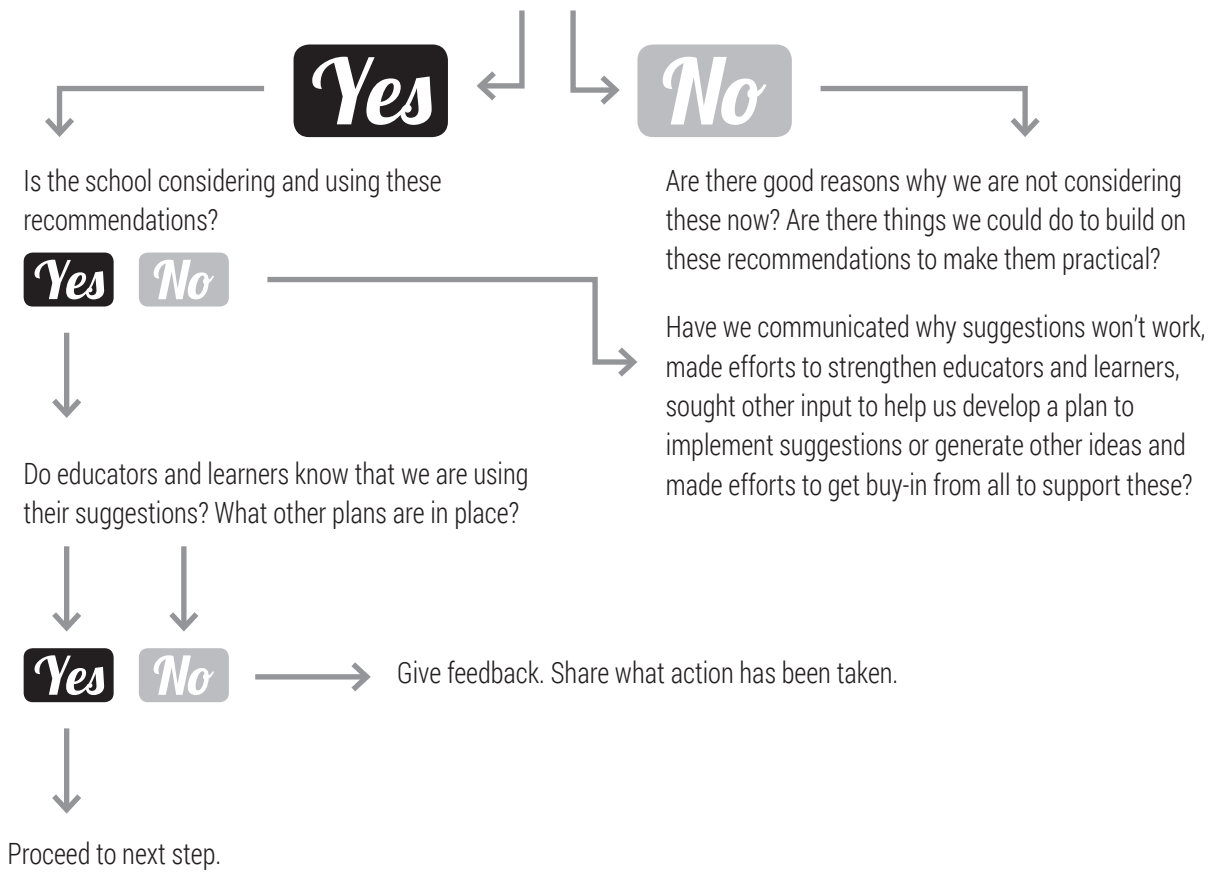 Yes
No
Is the school considering and using these
recommendations?
Yes
No
Are there good reasons why we are not considering
these now? Are there things we could do to build on
these recommendations to make them practical?
Have we communicated why suggestions won’t work,
made efforts to strengthen educators and learners,
sought other input to help us develop a plan to
implement suggestions or generate other ideas and
made efforts to get buy-in from all to support these?
Do educators and learners know that we are using
their suggestions? What other plans are in place?
Yes
No
Give feedback. Share what action has been taken.
Proceed to next step.